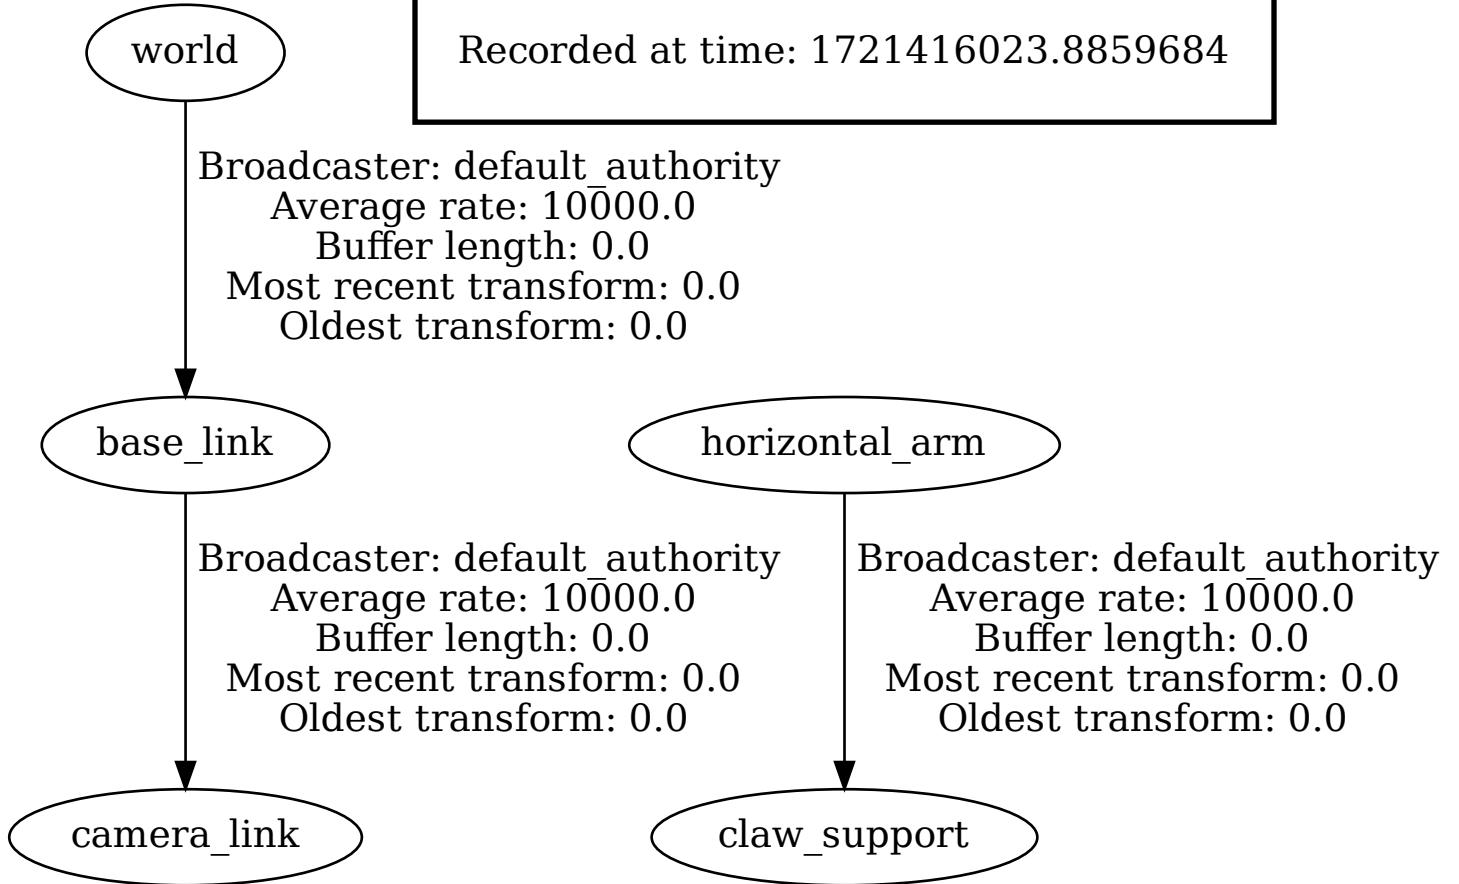 world
Recorded at time: 1721416023.8859684
Broadcaster: default_authority
Average rate: 10000.0
Buffer length: 0.0
Most recent transform: 0.0
Oldest transform: 0.0
base_link
horizontal_arm
Broadcaster: default_authority
Average rate: 10000.0
Buffer length: 0.0
Most recent transform: 0.0
Oldest transform: 0.0
Broadcaster: default_authority
Average rate: 10000.0
Buffer length: 0.0
Most recent transform: 0.0
Oldest transform: 0.0
camera_link
claw_support